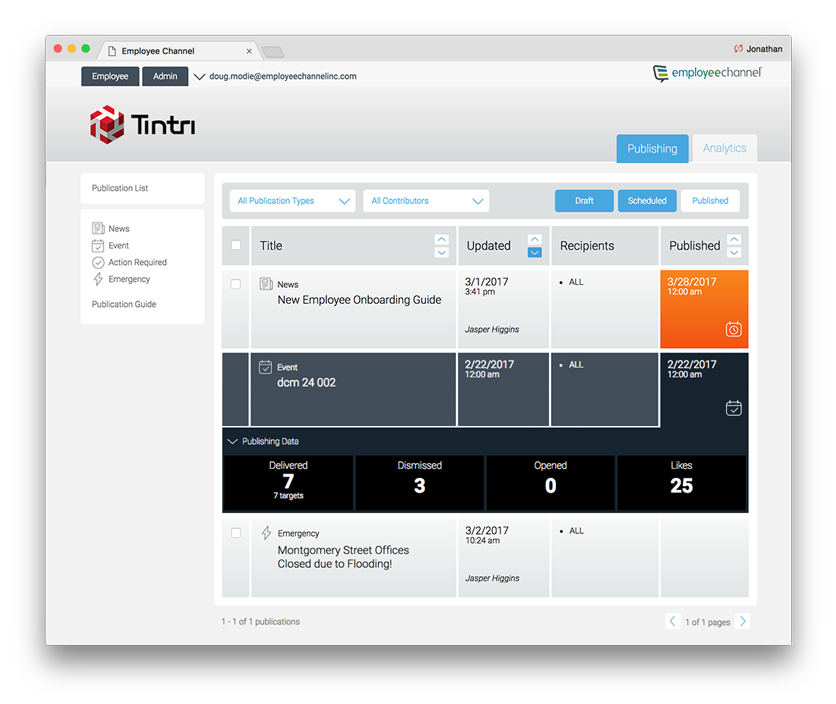 Employee Channel
Jonathan
Employee
Admin
doug.modie@employeechannelinc.com
employeechannel
Tintri
Publishing
Analytics
Publication List
News
Event
Action Required
Emergency
Publication Guide
All Publication Types
All Contributors
Draft
Scheduled
Published
Title
Updated
Recipients
Published
News
New Employee Onboarding Guide
3/1/2017
3:41 pm
Jasper Higgins
• ALL
3/28/2017
12:00 am
Event
dcm 24 002
2/22/2017
12:00 am
• ALL
2/22/2017
12:00 am
Publishing Data
Delivered
7
7 targets
Dismissed
3
Opened
0
Likes
25
Emergency
Montgomery Street Offices
Closed due to Flooding!
3/2/2017
10:24 am
Jasper Higgins
• ALL
1 - 1 of 1 publications
1 of 1 pages